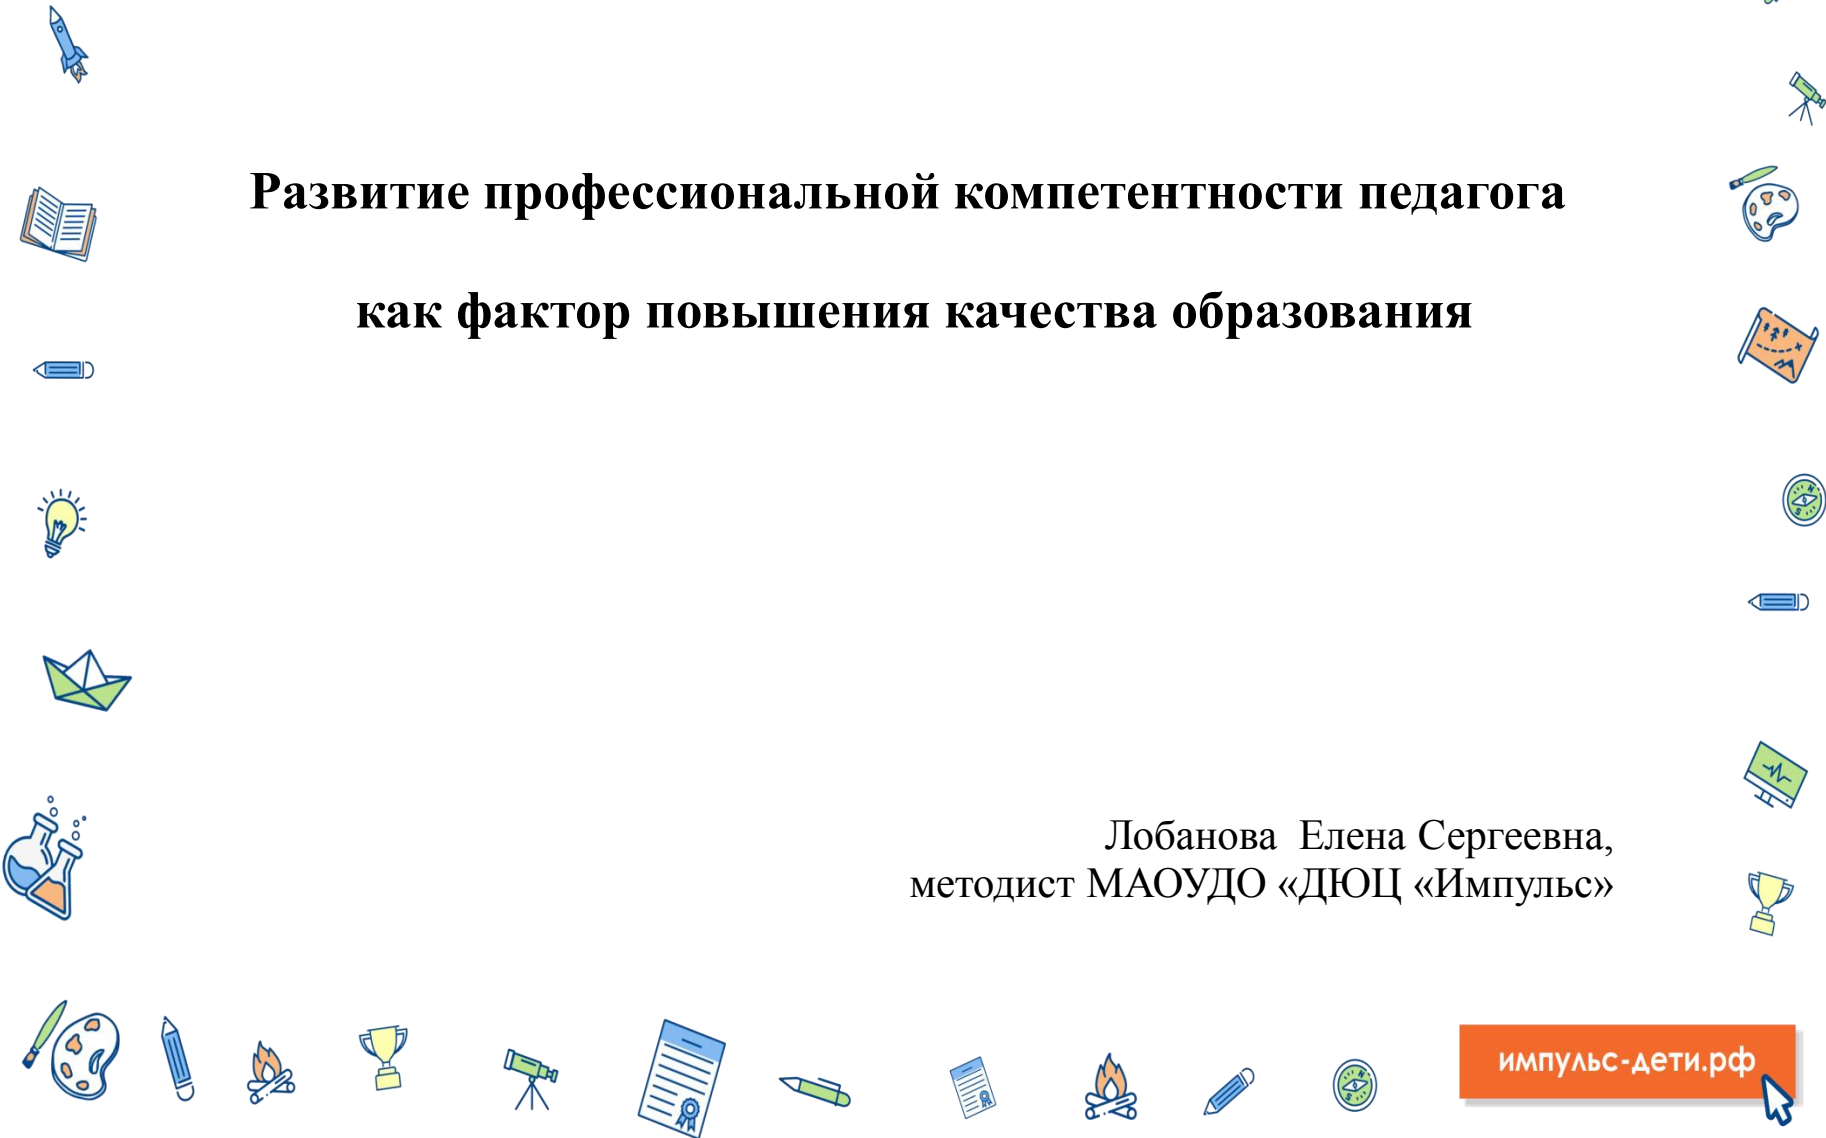 Развитие профессиональной компетентности педагога
как фактор повышения качества образования
Лобанова Елена Сергеевна,
методист МАОУДО «ДЮЦ «Импульс»
импульс-дети.рф